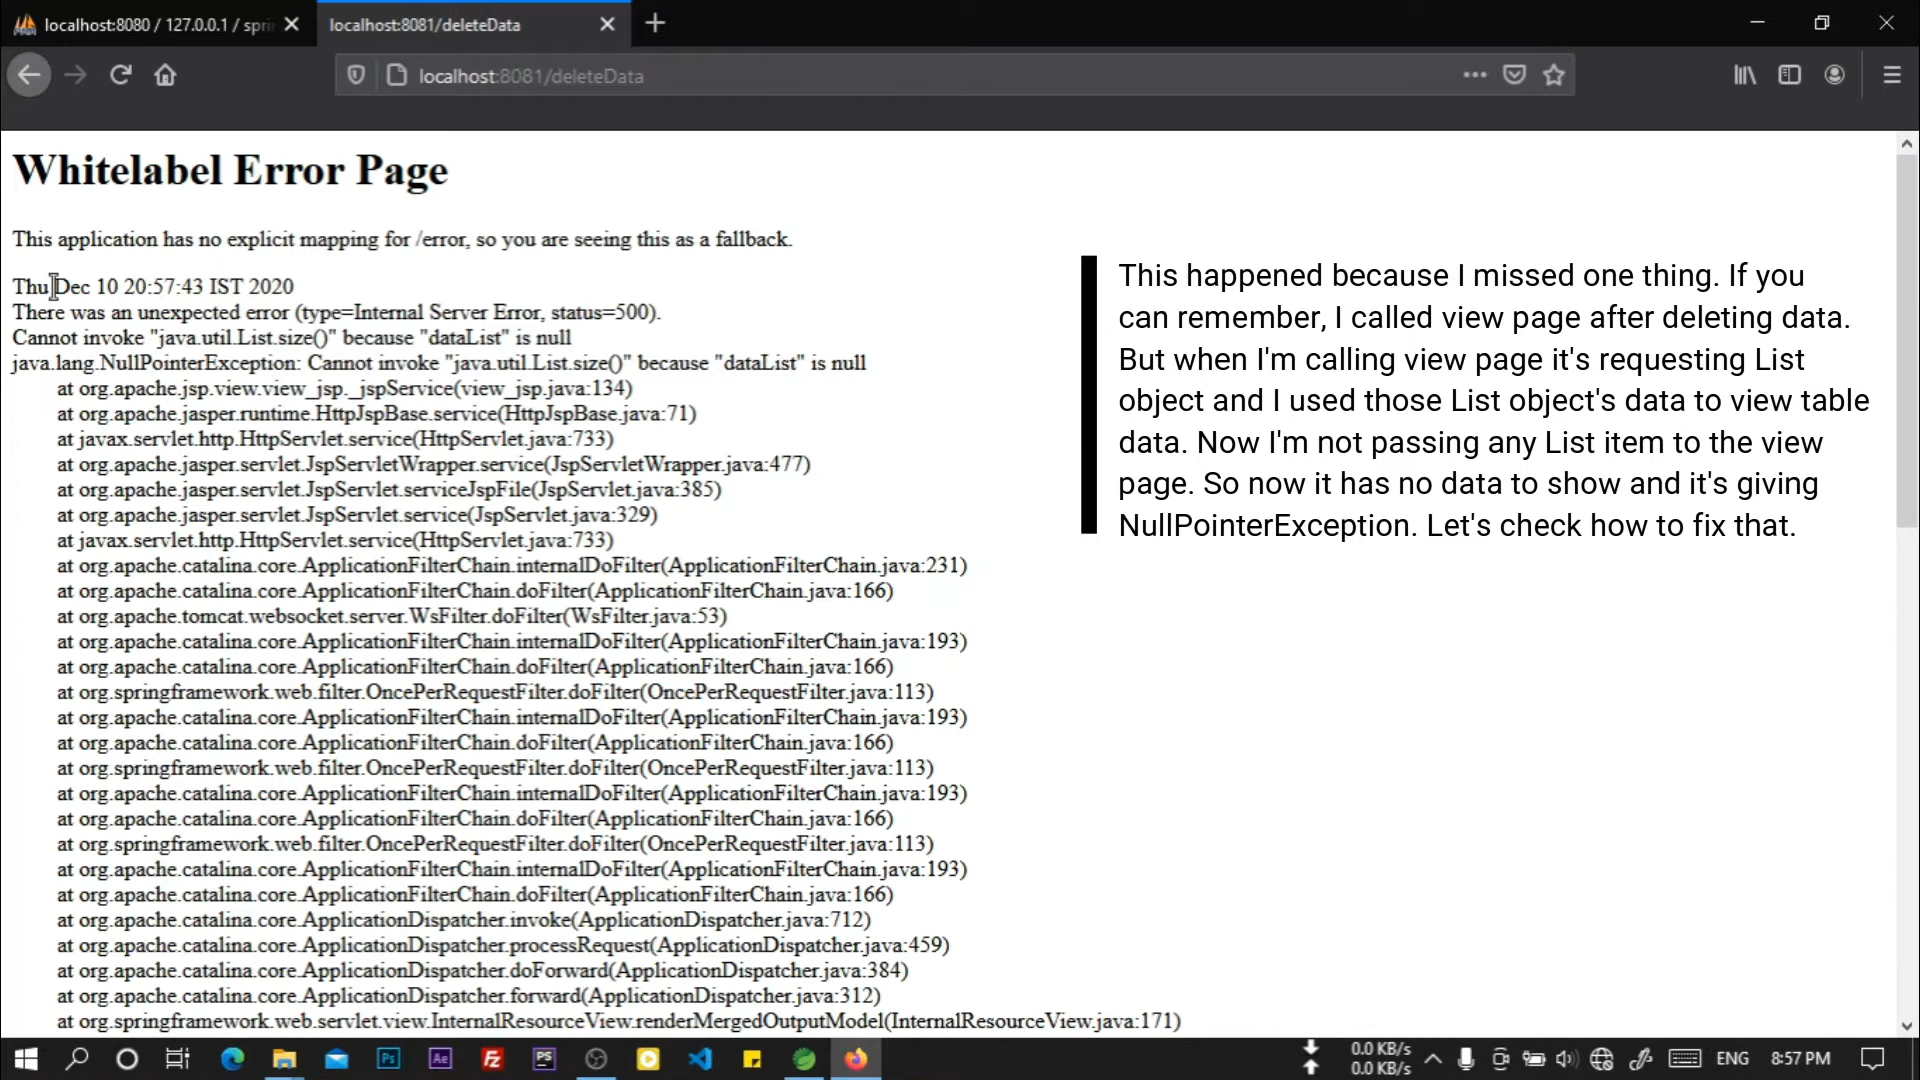 localhost:8080 / 127.0.0.1 / spri
localhost:8081/deleteData
localhost:8081/deleteData
Whitelabel Error Page
This application has no explicit mapping for /error, so you are seeing this as a fallback.
Thu Dec 10 20:57:43 IST 2020
There was an unexpected error (type=Internal Server Error, status=500).
Cannot invoke "java.util.List.size()" because "dataList" is null
java.lang.NullPointerException: Cannot invoke "java.util.List.size()" because "dataList" is null
at org.apache.jsp.view.view_jsp._jspService(view_jsp.java:134)
at org.apache.jasper.runtime.HttpJspBase.service(HttpJspBase.java:71)
at javax.servlet.http.HttpServlet.service(HttpServlet.java:733)
at org.apache.jasper.servlet.JspServletWrapper.service(JspServletWrapper.java:477)
at org.apache.jasper.servlet.JspServlet.serviceJspFile(JspServlet.java:385)
at org.apache.jasper.servlet.JspServlet.service(JspServlet.java:329)
at javax.servlet.http.HttpServlet.service(HttpServlet.java:733)
at org.apache.catalina.core.ApplicationFilterChain.internalDoFilter(ApplicationFilterChain.java:231)
at org.apache.catalina.core.ApplicationFilterChain.doFilter(ApplicationFilterChain.java:166)
at org.apache.tomcat.websocket.server.WsFilter.doFilter(WsFilter.java:53)
at org.apache.catalina.core.ApplicationFilterChain.internalDoFilter(ApplicationFilterChain.java:193)
at org.apache.catalina.core.ApplicationFilterChain.doFilter(ApplicationFilterChain.java:166)
at org.springframework.web.filter.OncePerRequestFilter.doFilter(OncePerRequestFilter.java:113)
at org.apache.catalina.core.ApplicationFilterChain.internalDoFilter(ApplicationFilterChain.java:193)
at org.apache.catalina.core.ApplicationFilterChain.doFilter(ApplicationFilterChain.java:166)
at org.springframework.web.filter.OncePerRequestFilter.doFilter(OncePerRequestFilter.java:113)
at org.apache.catalina.core.ApplicationFilterChain.internalDoFilter(ApplicationFilterChain.java:193)
at org.apache.catalina.core.ApplicationFilterChain.doFilter(ApplicationFilterChain.java:166)
at org.springframework.web.filter.OncePerRequestFilter.doFilter(OncePerRequestFilter.java:113)
at org.apache.catalina.core.ApplicationFilterChain.internalDoFilter(ApplicationFilterChain.java:193)
at org.apache.catalina.core.ApplicationFilterChain.doFilter(ApplicationFilterChain.java:166)
at org.apache.catalina.core.ApplicationDispatcher.invoke(ApplicationDispatcher.java:712)
at org.apache.catalina.core.ApplicationDispatcher.processRequest(ApplicationDispatcher.java:459)
at org.apache.catalina.core.ApplicationDispatcher.doForward(ApplicationDispatcher.java:384)
at org.apache.catalina.core.ApplicationDispatcher.forward(ApplicationDispatcher.java:312)
at org.springframework.web.servlet.view.InternalResourceView.renderMergedOutputModel(InternalResourceView.java:171)
This happened because I missed one thing. If you
can remember, I called view page after deleting data.
But when I'm calling view page it's requesting List
object and I used those List object's data to view table
data. Now I'm not passing any List item to the view
page. So now it has no data to show and it's giving
NullPointerException. Let's check how to fix that.
Ps
Ae
Fz
PS
0.0 KB/s
0.0 KB/s
ENG
8:57 PM